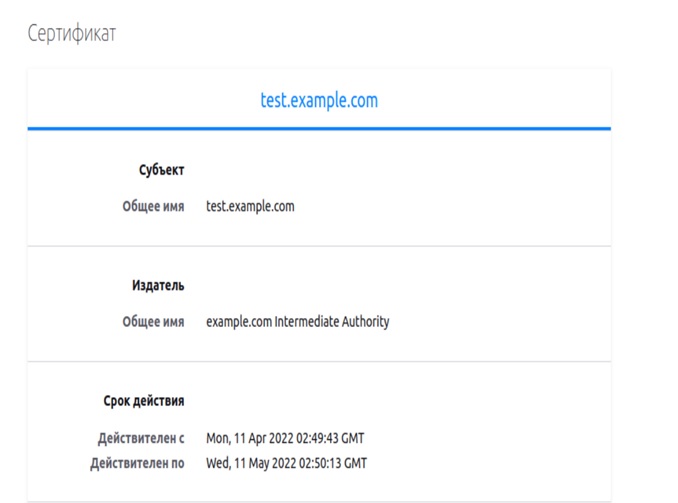 Сертификат
test.example.com
Субъект
Общее имя test.example.com
Издатель
Общее имя example.com Intermediate Authority
Срок действия
Действителен с Mon, 11 Apr 2022 02:49:43 GMT
Действителен по Wed, 11 May 2022 02:50:13 GMT